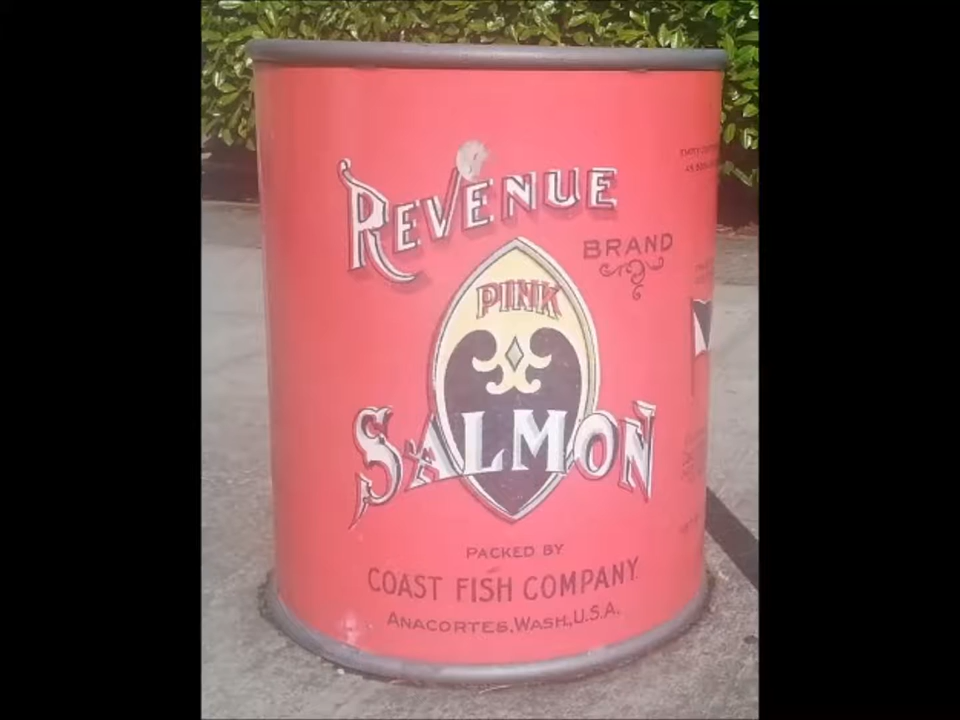 REVENUE
BRAND
PINK
SALMON
PACKED BY
COAST FISH COMPANY
ANACORTES, WASH., U.S.A.